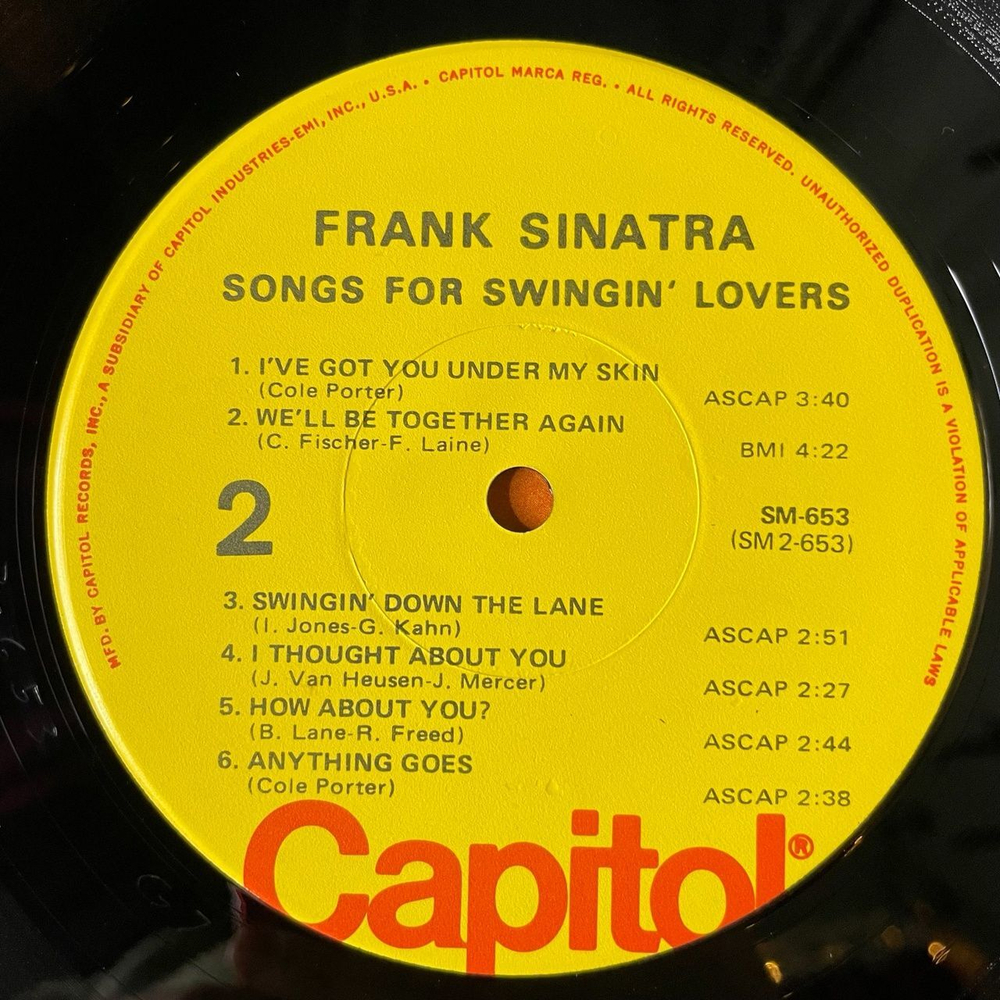 MFD. BY CAPITOL RECORDS, INC., A SUBSIDIARY OF CAPITOL INDUSTRIES-EMI, INC., U.S.A. • CAPITOL MARCA REG. • ALL RIGHTS RESERVED. UNAUTHORIZED DUPLICATION IS A VIOLATION OF APPLICABLE LAWS
FRANK SINATRA
SONGS FOR SWINGIN' LOVERS
1. I'VE GOT YOU UNDER MY SKIN
(Cole Porter)
ASCAP 3:40
2. WE'LL BE TOGETHER AGAIN
(C. Fischer-F. Laine)
BMI 4:22
2
SM-653
(SM2-653)
3. SWINGIN' DOWN THE LANE
(I. Jones-G. Kahn)
ASCAP 2:51
4. I THOUGHT ABOUT YOU
(J. Van Heusen-J. Mercer)
ASCAP 2:27
5. HOW ABOUT YOU?
(B. Lane-R. Freed)
ASCAP 2:44
6. ANYTHING GOES
(Cole Porter)
ASCAP 2:38
Capitol®